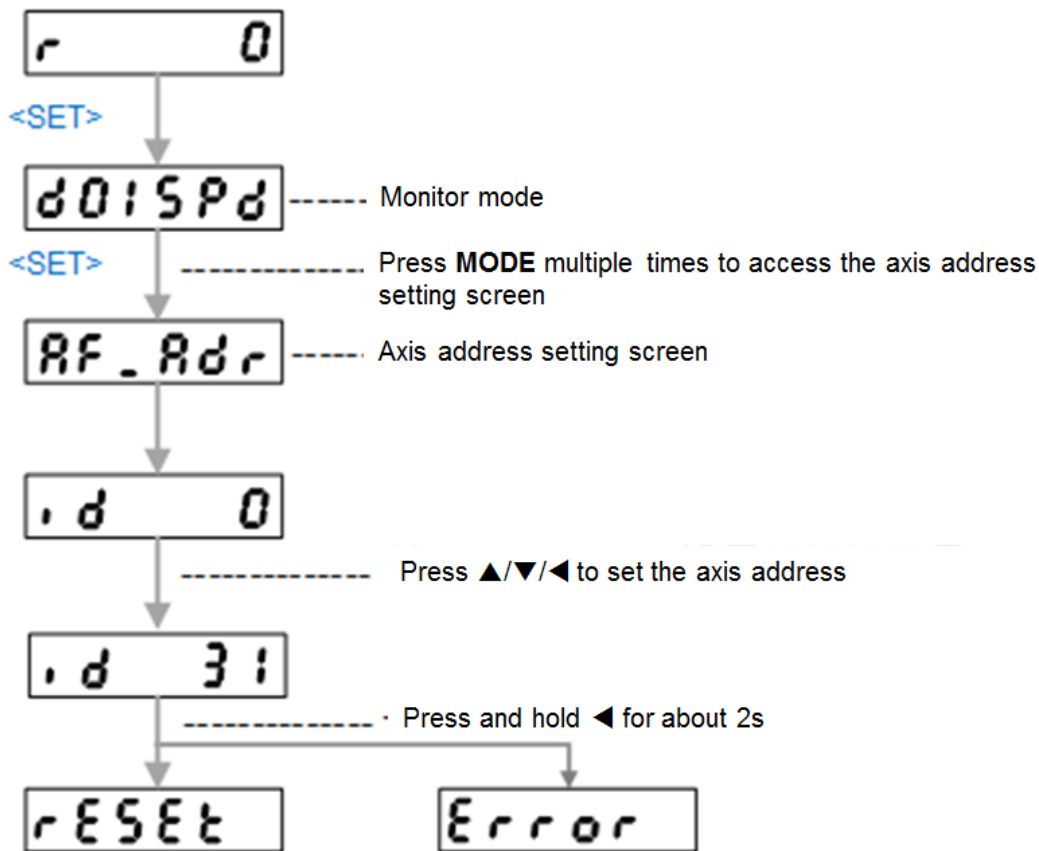 r 0
<SET>
d01SPd
Monitor mode
<SET>
Press MODE multiple times to access the axis address
setting screen
AF_Adr
Axis address setting screen
id 0
Press ▲/▼/◀ to set the axis address
id 31
Press and hold ◀ for about 2s
rESEt
Error